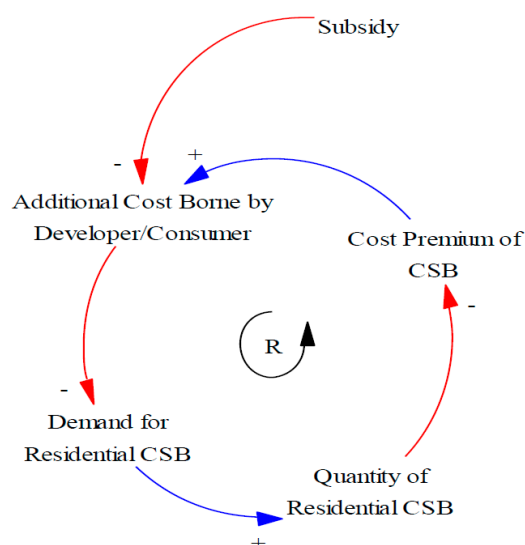 Subsidy
-
+
Additional Cost Borne by
Developer/Consumer
Cost Premium of
CSB
-
R
-
Demand for
Residential CSB
Quantity of
Residential CSB
+